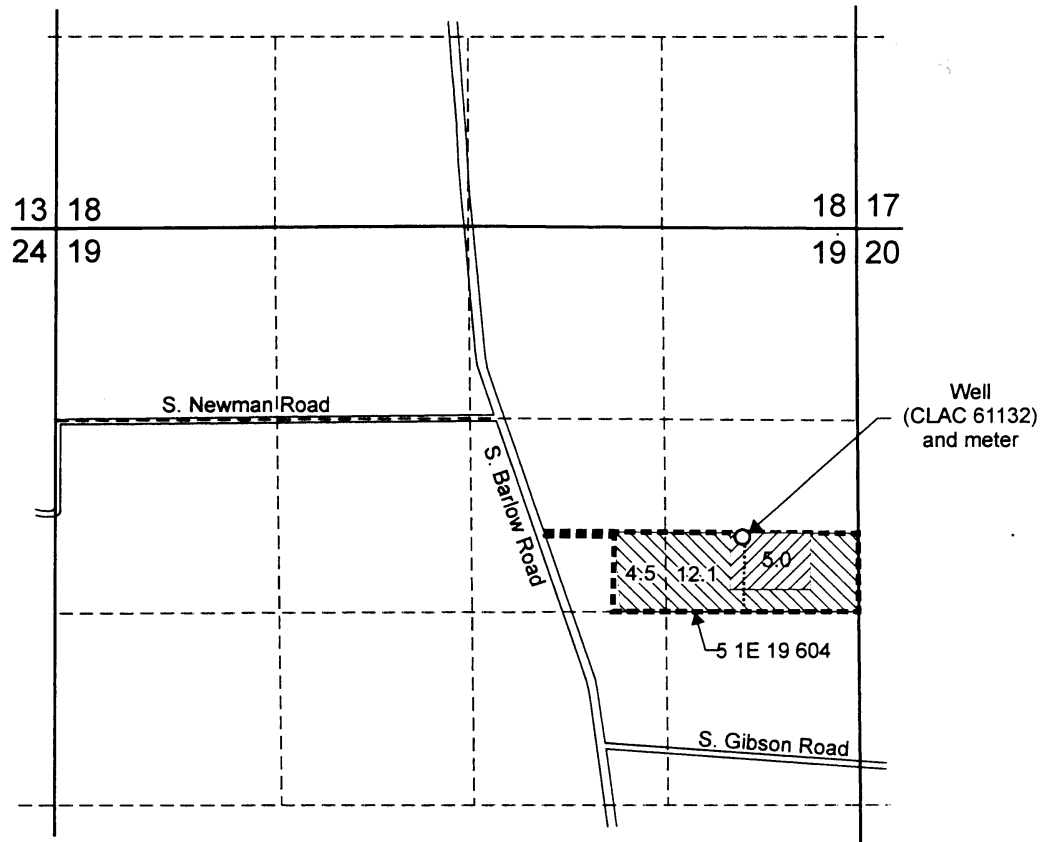 13 18
18 17
24 19
19 20
S. Newman Road
Well
(CLAC 61132)
and meter
S. Barlow Road
4.5
12.1
5.0
5 1E 19 604
S. Gibson Road